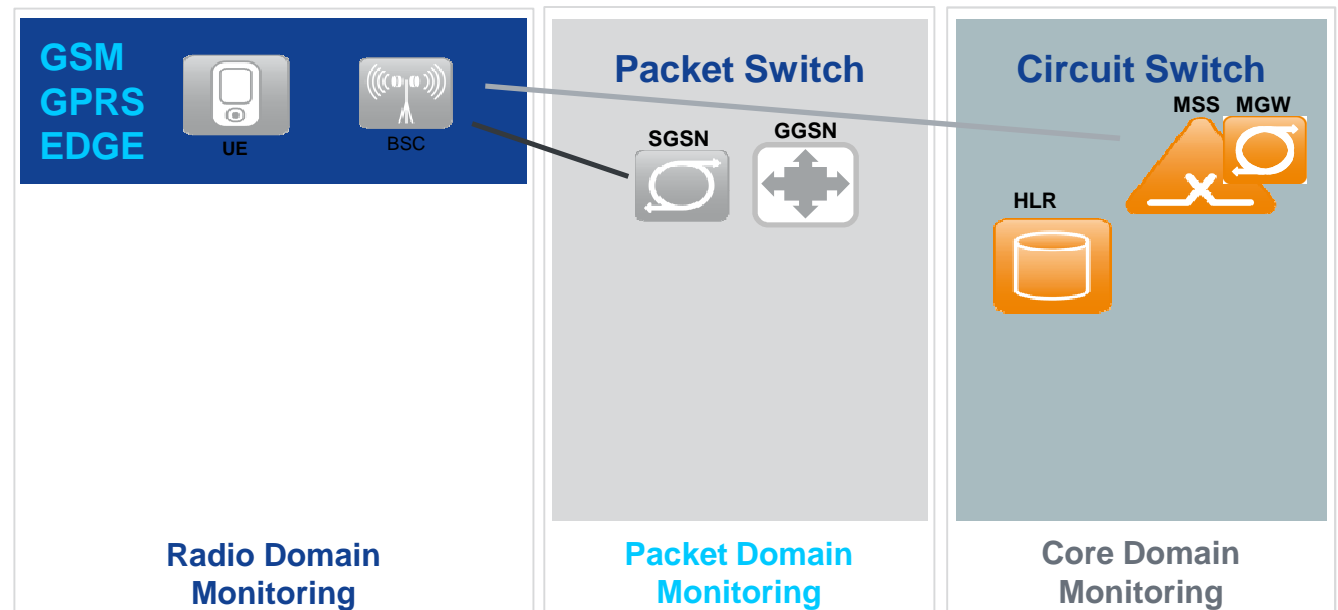 GSM
GPRS
EDGE
UE
BSC
Packet Switch
SGSN
GGSN
Circuit Switch
MSS MGW
HLR
Radio Domain
Monitoring
Packet Domain
Monitoring
Core Domain
Monitoring